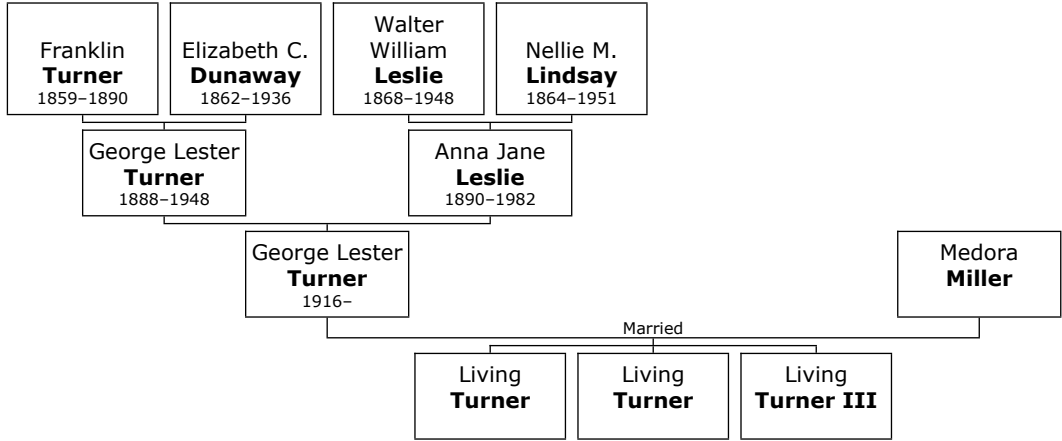 Franklin
Turner
1859–1890
Elizabeth C.
Dunaway
1862–1936
Walter
William
Leslie
1868–1948
Nellie M.
Lindsay
1864–1951
George Lester
Turner
1888–1948
Anna Jane
Leslie
1890–1982
George Lester
Turner
1916–
Medora
Miller
Married
Living
Turner
Living
Turner
Living
Turner III